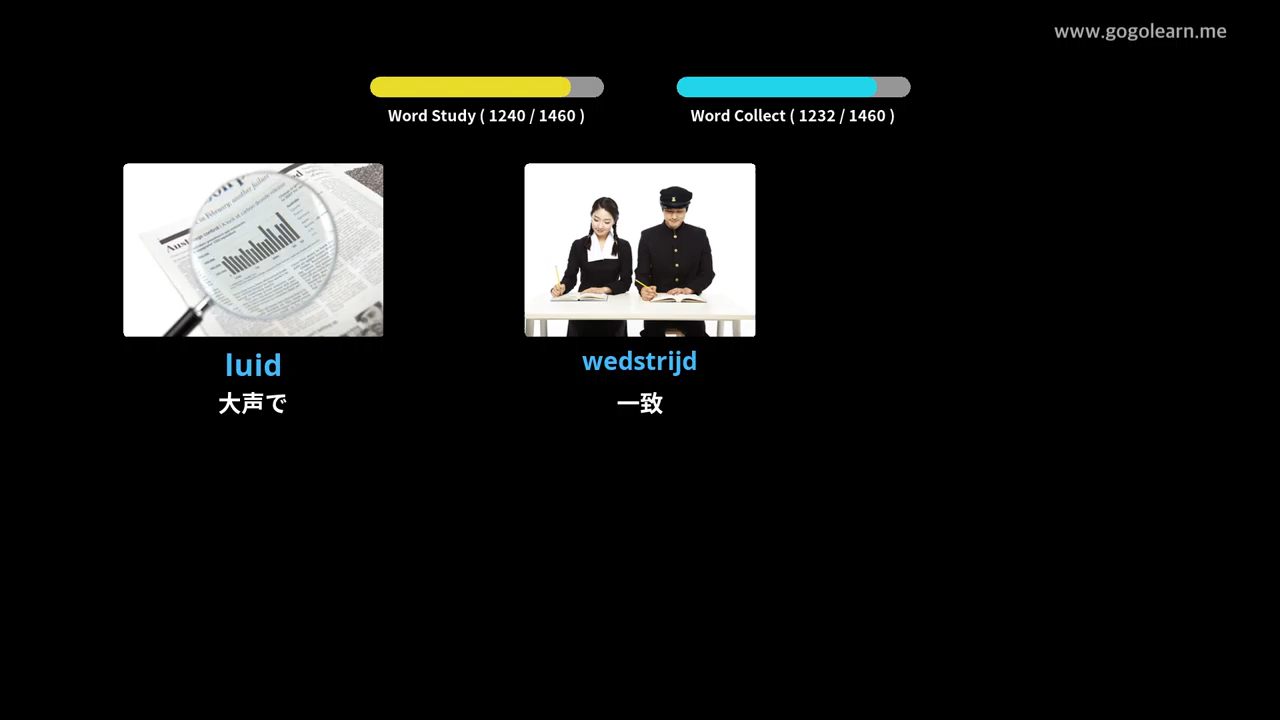 www.gogolearn.me
Word Study ( 1240 / 1460 )
Word Collect ( 1232 / 1460 )
luid
大声で
wedstrijd
一致